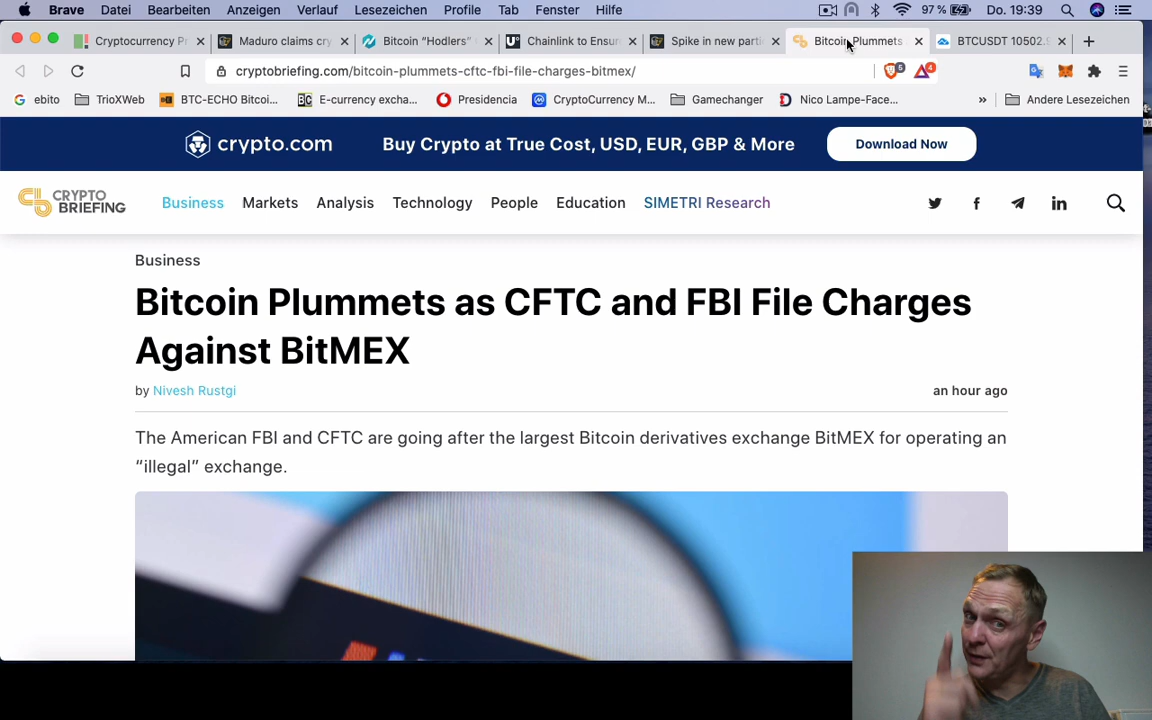 Brave Datei Bearbeiten Anzeigen Verlauf Lesezeichen Profile Tab Fenster Hilfe 97 % Do. 19:39
Cryptocurrency Pr Maduro claims cry Bitcoin “Hodlers” Chainlink to Ensur Spike in new parti Bitcoin Plummets BTCUSDT 10502.
cryptobriefing.com/bitcoin-plummets-cftc-fbi-file-charges-bitmex/ 5 4
ebito TrioXWeb BTC-ECHO Bitcoi... E-currency excha... Presidencia CryptoCurrency M... Gamechanger Nico Lampe-Face... » Andere Lesezeichen
crypto.com Buy Crypto at True Cost, USD, EUR, GBP & More Download Now
CRYPTO
BRIEFING
Business Markets Analysis Technology People Education SIMETRI Research
Business
Bitcoin Plummets as CFTC and FBI File Charges
Against BitMEX
by Nivesh Rustgi an hour ago
The American FBI and CFTC are going after the largest Bitcoin derivatives exchange BitMEX for operating an
“illegal” exchange.